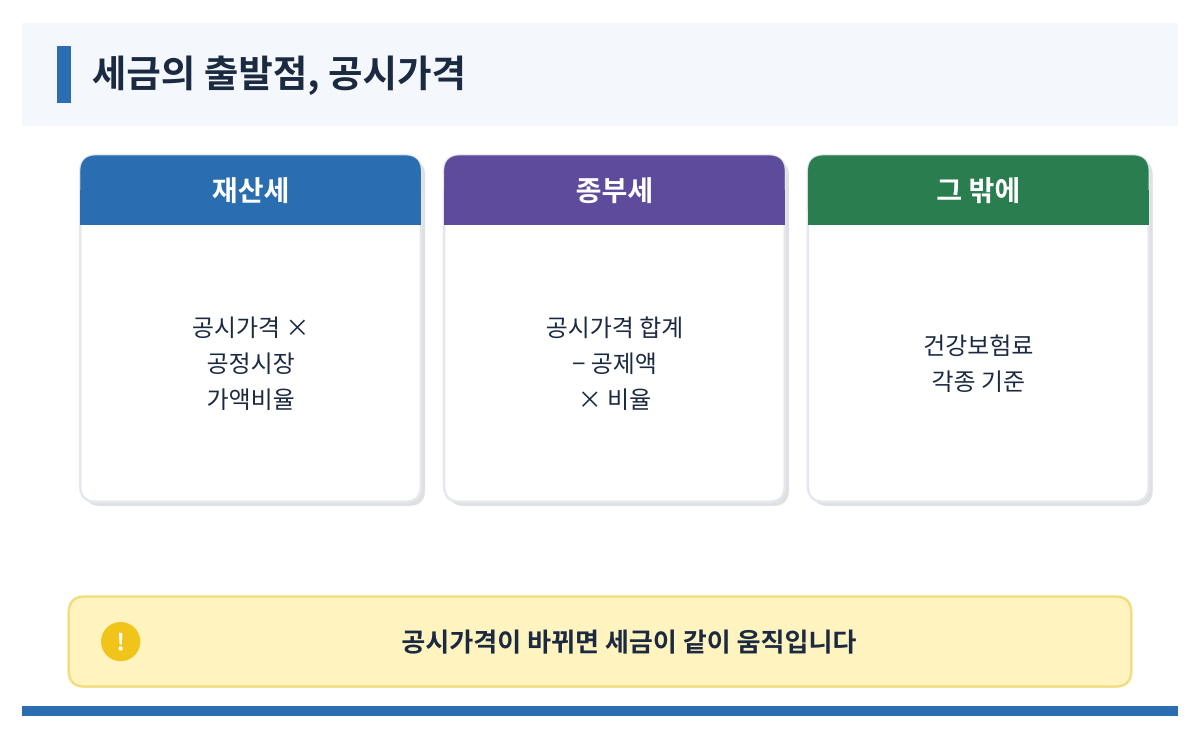 세금의 출발점, 공시가격
재산세
공시가격 ×
공정시장
가액비율
종부세
공시가격 합계
− 공제액
× 비율
그 밖에
건강보험료
각종 기준
!
공시가격이 바뀌면 세금이 같이 움직입니다